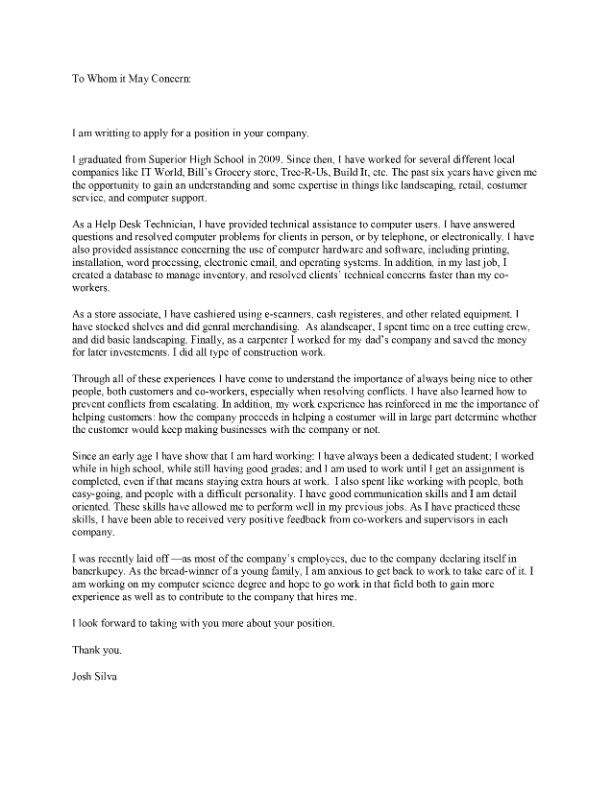 To Whom it May Concern:
I am writting to apply for a position in your company.
I graduated from Superior High School in 2009. Since then, I have worked for several different local
companies like IT World, Bill's Grocery store, Tree-R-Us, Build It, etc. The past six years have given me
the opportunity to gain an understanding and some expertise in things like landscaping, retail, costumer
service, and computer support.
As a Help Desk Technician, I have provided technical assistance to computer users. I have answered
questions and resolved computer problems for clients in person, or by telephone, or electronically. I have
also provided assistance concerning the use of computer hardware and software, including printing,
installation, word processing, electronic email, and operating systems. In addition, in my last job, I
created a database to manage inventory, and resolved clients' technical concerns faster than my co-
workers.
As a store associate, I have cashiered using e-scanners, cash registeres, and other related equipment. I
have stocked shelves and did genral merchandising.  As alandscaper, I spent time on a tree cutting crew,
and did basic landscaping. Finally, as a carpenter I worked for my dad's company and saved the money
for later investements. I did all type of construction work.
Through all of these experiences I have come to understand the importance of always being nice to other
people, both customers and co-workers, especially when resolving conflicts. I have also learned how to
prevent conflicts from escalating. In addition, my work experience has reinforced in me the importance of
helping customers: how the company proceeds in helping a costumer will in large part determine whether
the customer would keep making businesses with the company or not.
Since an early age I have show that I am hard working: I have always been a dedicated student; I worked
while in high school, while still having good grades; and I am used to work until I get an assignment is
completed, even if that means staying extra hours at work.  I also spent like working with people, both
easy-going, and people with a difficult personality. I have good communication skills and I am detail
oriented. These skills have allowed me to perform well in my previous jobs. As I have practiced these
skills, I have been able to received very positive feedback from co-workers and supervisors in each
company.
I was recently laid off —as most of the company's employees, due to the company declaring itself in
banerkupcy. As the bread-winner of a young family, I am anxious to get back to work to take care of it. I
am working on my computer science degree and hope to go work in that field both to gain more
experience as well as to contribute to the company that hires me.
I look forward to taking with you more about your position.
Thank you.
Josh Silva